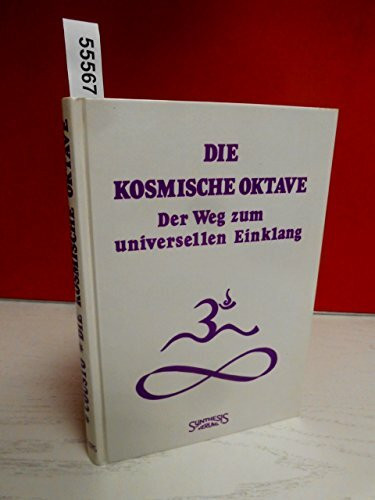 55567
DIE
KOSMISCHE OKTAVE
Der Weg zum
universellen Einklang
SYNTHESIS
VERLAG
COUSTO * DIE KOSMISCHE OKTAVE